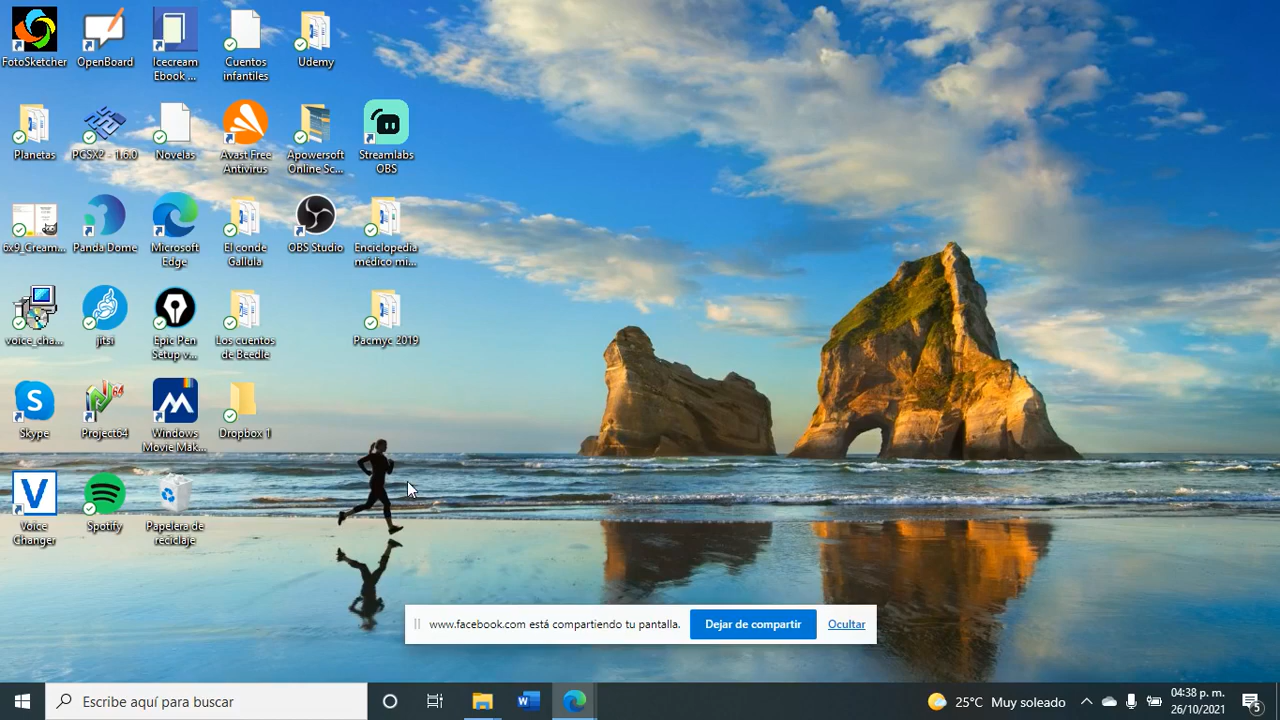 FotoSketcher
OpenBoard
Icecream
Ebook ...
Cuentos
infantiles
Udemy
Planetas
PCSX2 - 1.6.0
Novelas
Avast Free
Antivirus
Apowersoft
Online Sc...
Streamlabs
OBS
6x9_Cream...
Panda Dome
Microsoft
Edge
El conde
Gallula
OBS Studio
Enciclopedia
médico mi...
voice_cha...
jitsi
Epic Pen
Setup v...
Los cuentos
de Beedle
Pacmyc 2019
Skype
Project64
Windows
Movie Mak...
Dropbox 1
Voice
Changer
Spotify
Papelera de
reciclaje
www.facebook.com está compartiendo tu pantalla.
Dejar de compartir
Ocultar
Escribe aquí para buscar
25°C Muy soleado
04:38 p. m.
26/10/2021
5